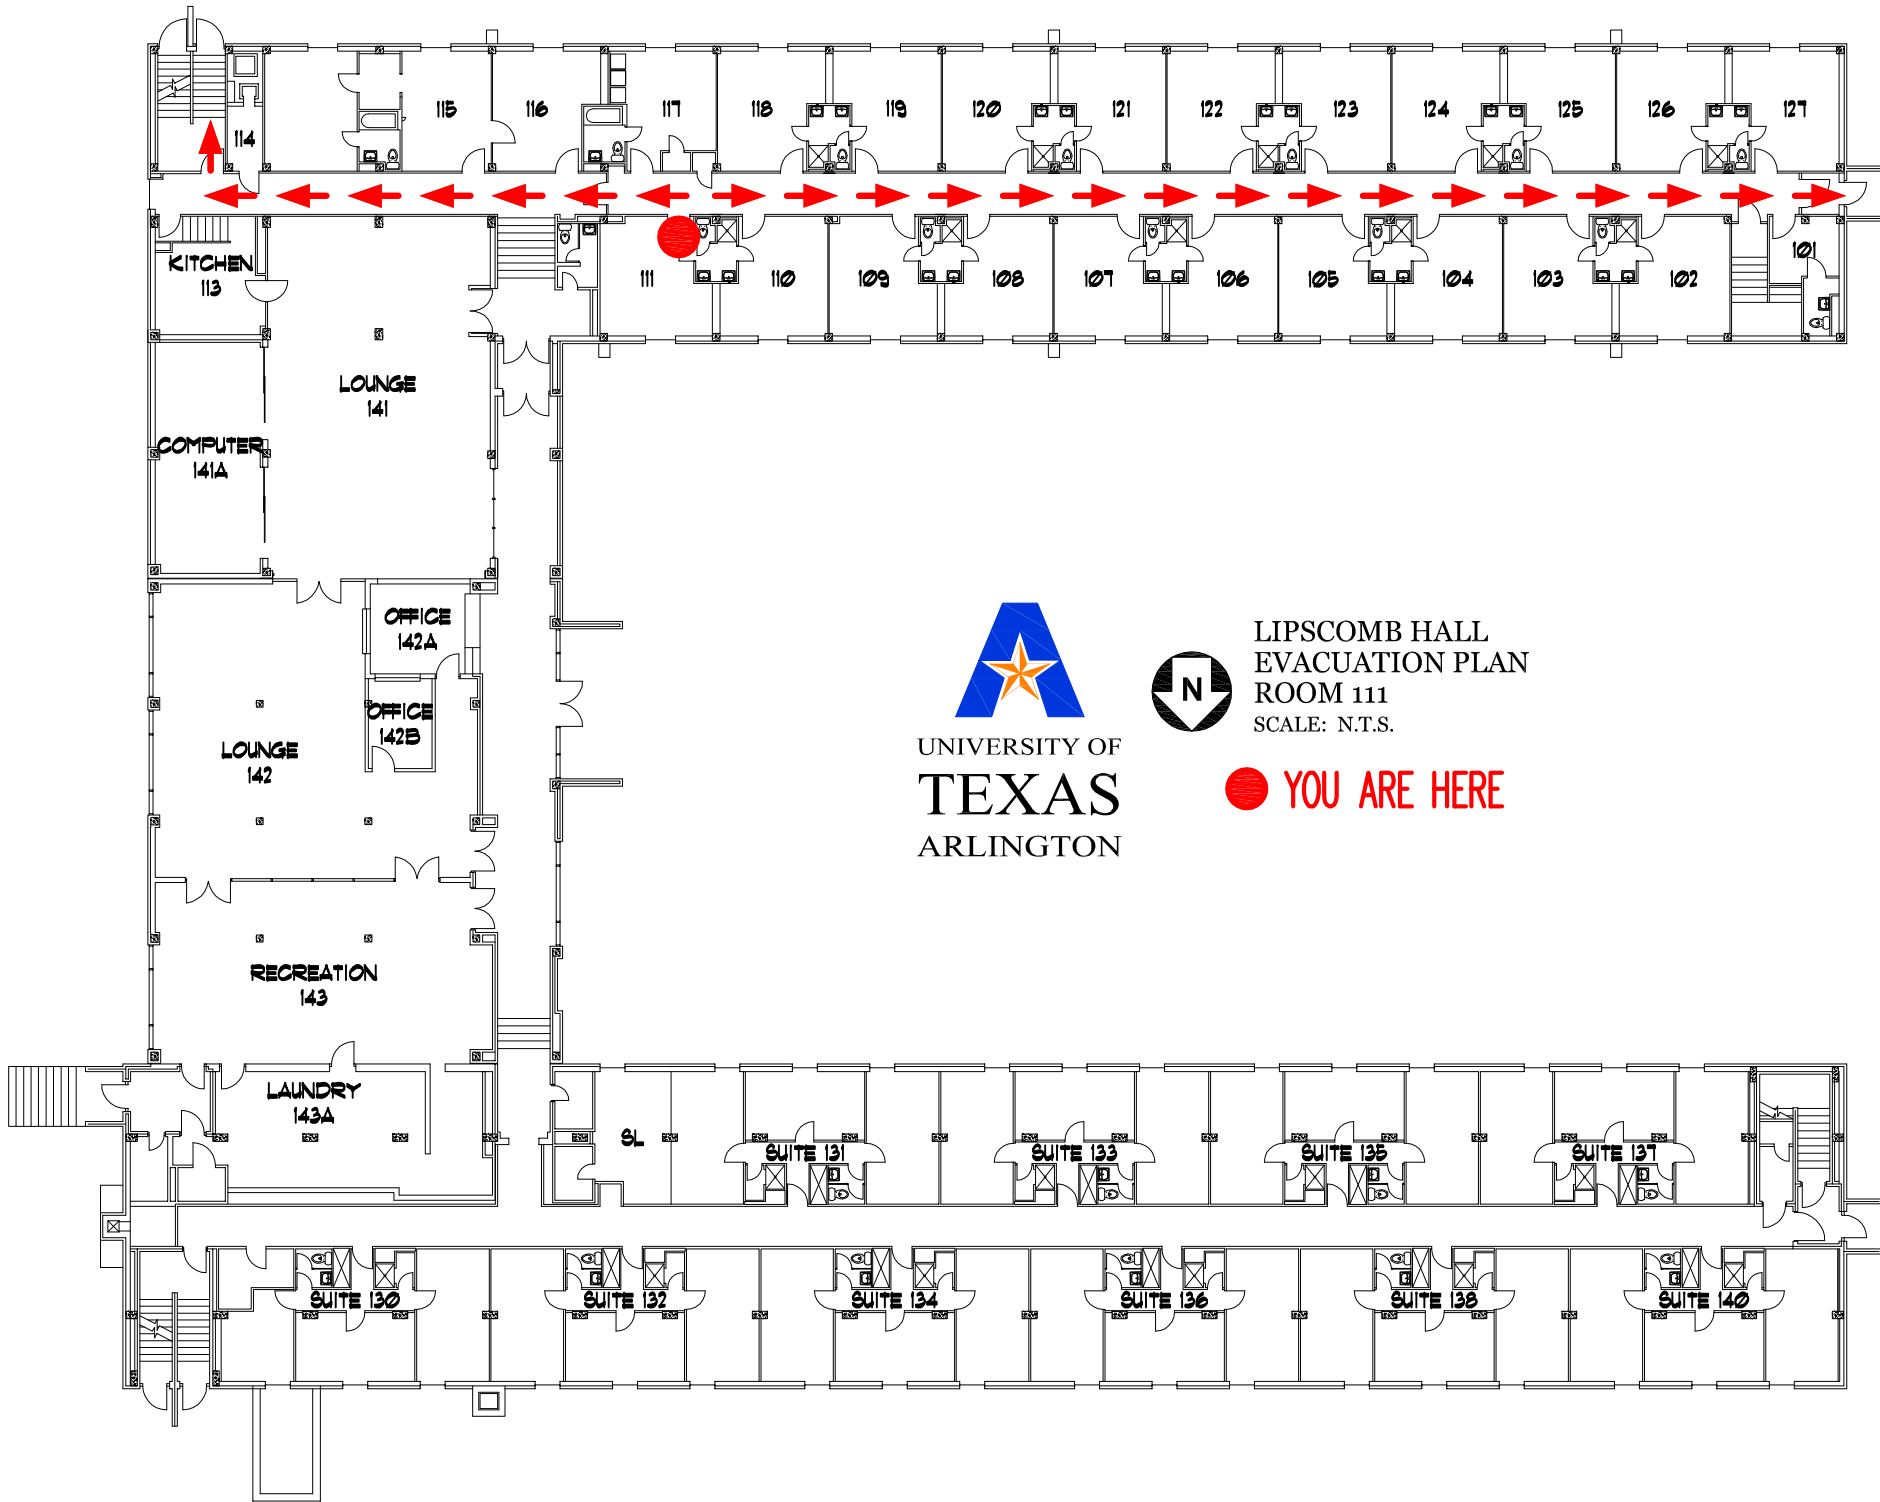 115
116
117
118
119
120
121
122
123
124
125
126
127
114
KITCHEN
113
111
110
109
108
107
106
105
104
103
102
101
LOUNGE
141
COMPUTER
141A
OFFICE
142A
OFFICE
142B
LOUNGE
142
N
LIPSCOMB HALL
EVACUATION PLAN
ROOM 111
SCALE: N.T.S.
YOU ARE HERE
UNIVERSITY OF
TEXAS
ARLINGTON
RECREATION
143
LAUNDRY
143A
SL
SUITE 131
SUITE 133
SUITE 135
SUITE 137
SUITE 130
SUITE 132
SUITE 134
SUITE 136
SUITE 138
SUITE 140